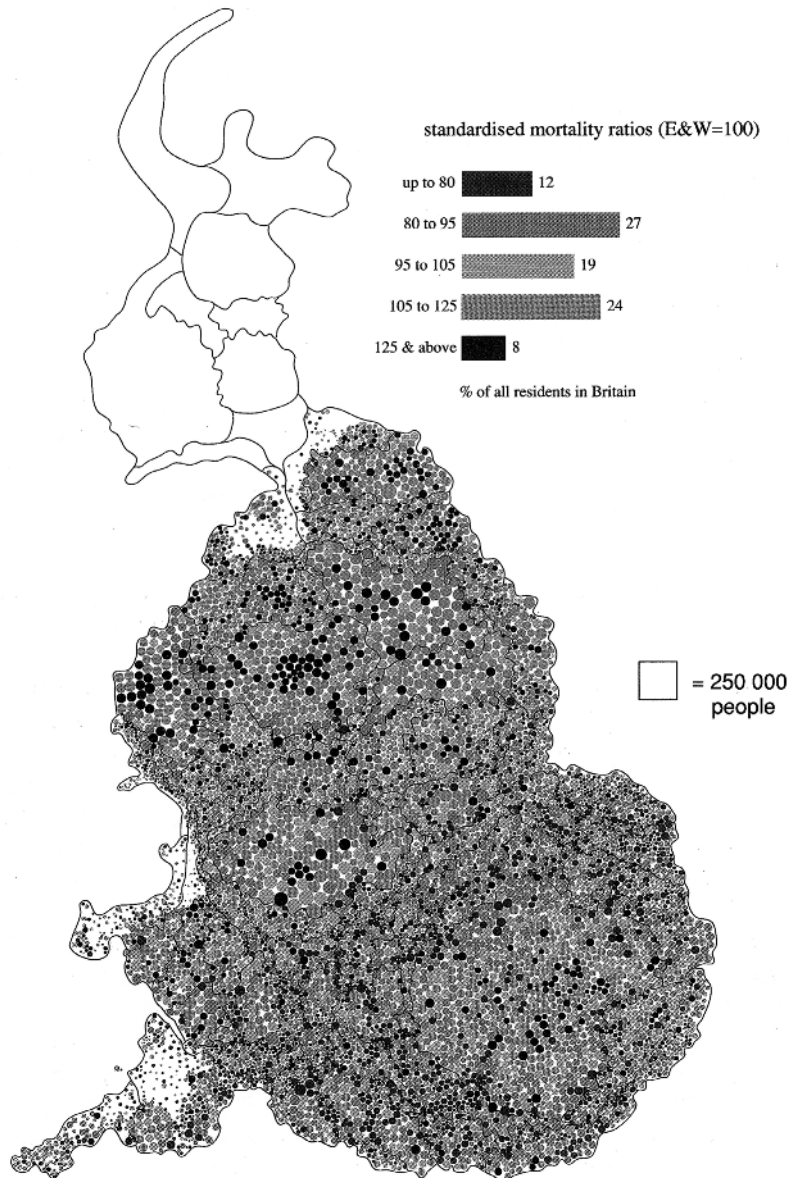 standardised mortality ratios (E&W=100)
up to 80 12
80 to 95 27
95 to 105 19
105 to 125 24
125 & above 8
% of all residents in Britain
= 250 000
people